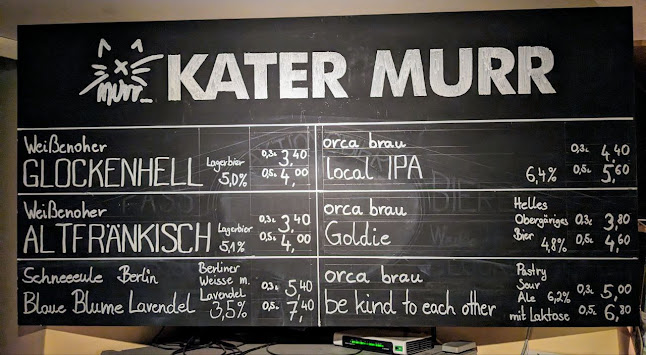 murr_ KATER MURR
Weißenoher
GLOCKENHELL Lagerbier 5,0% 0,3L 3,40 0,5L 4,00
Weißenoher
ALTFRÄNKISCH Lagerbier 5,1% 0,3L 3,40 0,5L 4,00
Schneeeule Berlin
Blaue Blume Lavendel
Berliner
Weisse m.
Lavendel
3,5%
0,3L 5,40
0,5L 7,40
orca brau
local IPA 6,4% 0,3L 4,40 0,5L 5,60
orca brau
Goldie
Helles
Obergäriges
Bier 4,8%
0,3L 3,80
0,5L 4,60
orca brau
be kind to each other
Pastry
Sour
Ale 6,2%
mit Laktose
0,3L 5,00
0,5L 6,80